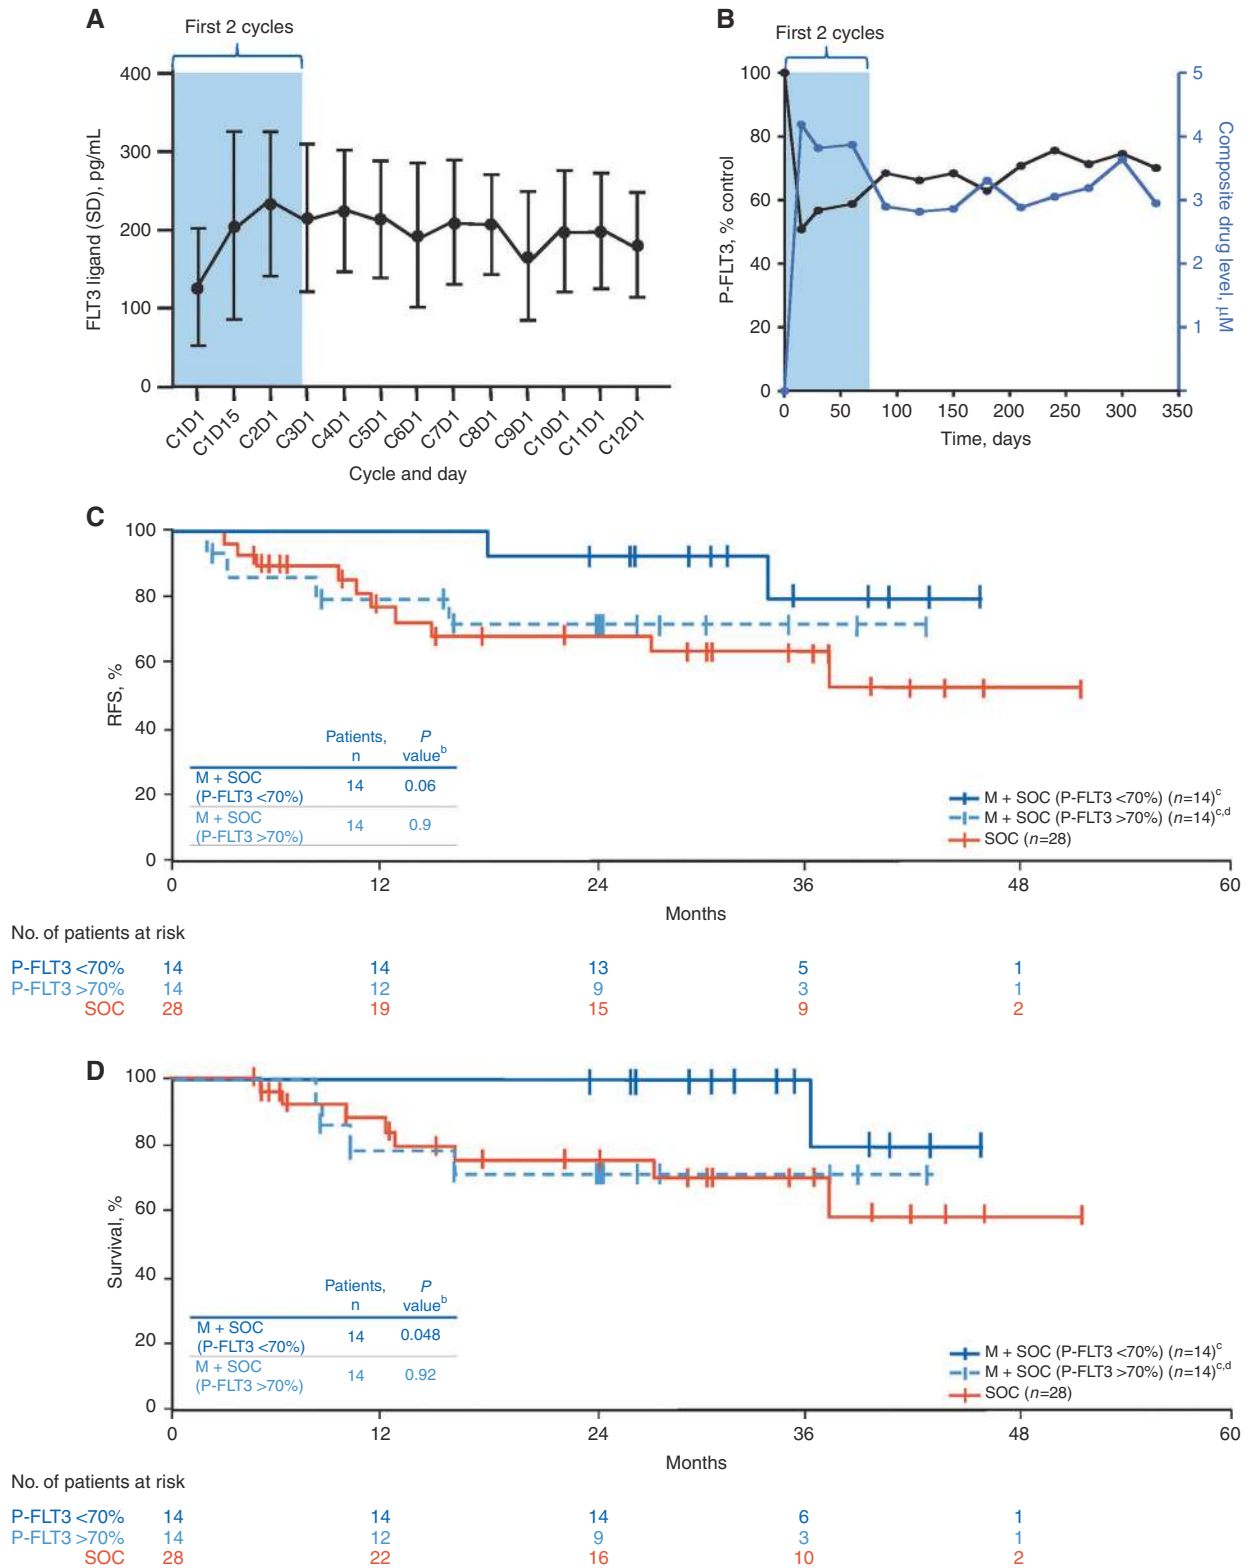 A
First 2 cycles
400
300
200
100
0
FLT3 ligand (SD), pg/mL
C1D1
C1D15
C2D1
C3D1
C4D1
C5D1
C6D1
C7D1
C8D1
C9D1
C10D1
C11D1
C12D1
Cycle and day
B
First 2 cycles
100
80
60
40
20
0
P-FLT3, % control
5
4
3
2
1
Composite drug level, μM
0 50 100 150 200 250 300 350
Time, days
C
100
80
60
40
20
0
RFS, %
Patients, n
P value^b
M + SOC (P-FLT3 <70%) 14 0.06
M + SOC (P-FLT3 >70%) 14 0.9
M + SOC (P-FLT3 <70%) (n=14)^c
M + SOC (P-FLT3 >70%) (n=14)^c,d
SOC (n=28)
0 12 24 36 48 60
Months
No. of patients at risk
P-FLT3 <70% 14 14 13 5 1
P-FLT3 >70% 14 12 9 3 1
SOC 28 19 15 9 2
D
100
80
60
40
20
0
Survival, %
Patients, n
P value^b
M + SOC (P-FLT3 <70%) 14 0.048
M + SOC (P-FLT3 >70%) 14 0.92
M + SOC (P-FLT3 <70%) (n=14)^c
M + SOC (P-FLT3 >70%) (n=14)^c,d
SOC (n=28)
0 12 24 36 48 60
Months
No. of patients at risk
P-FLT3 <70% 14 14 14 6 1
P-FLT3 >70% 14 12 9 3 1
SOC 28 22 16 10 2